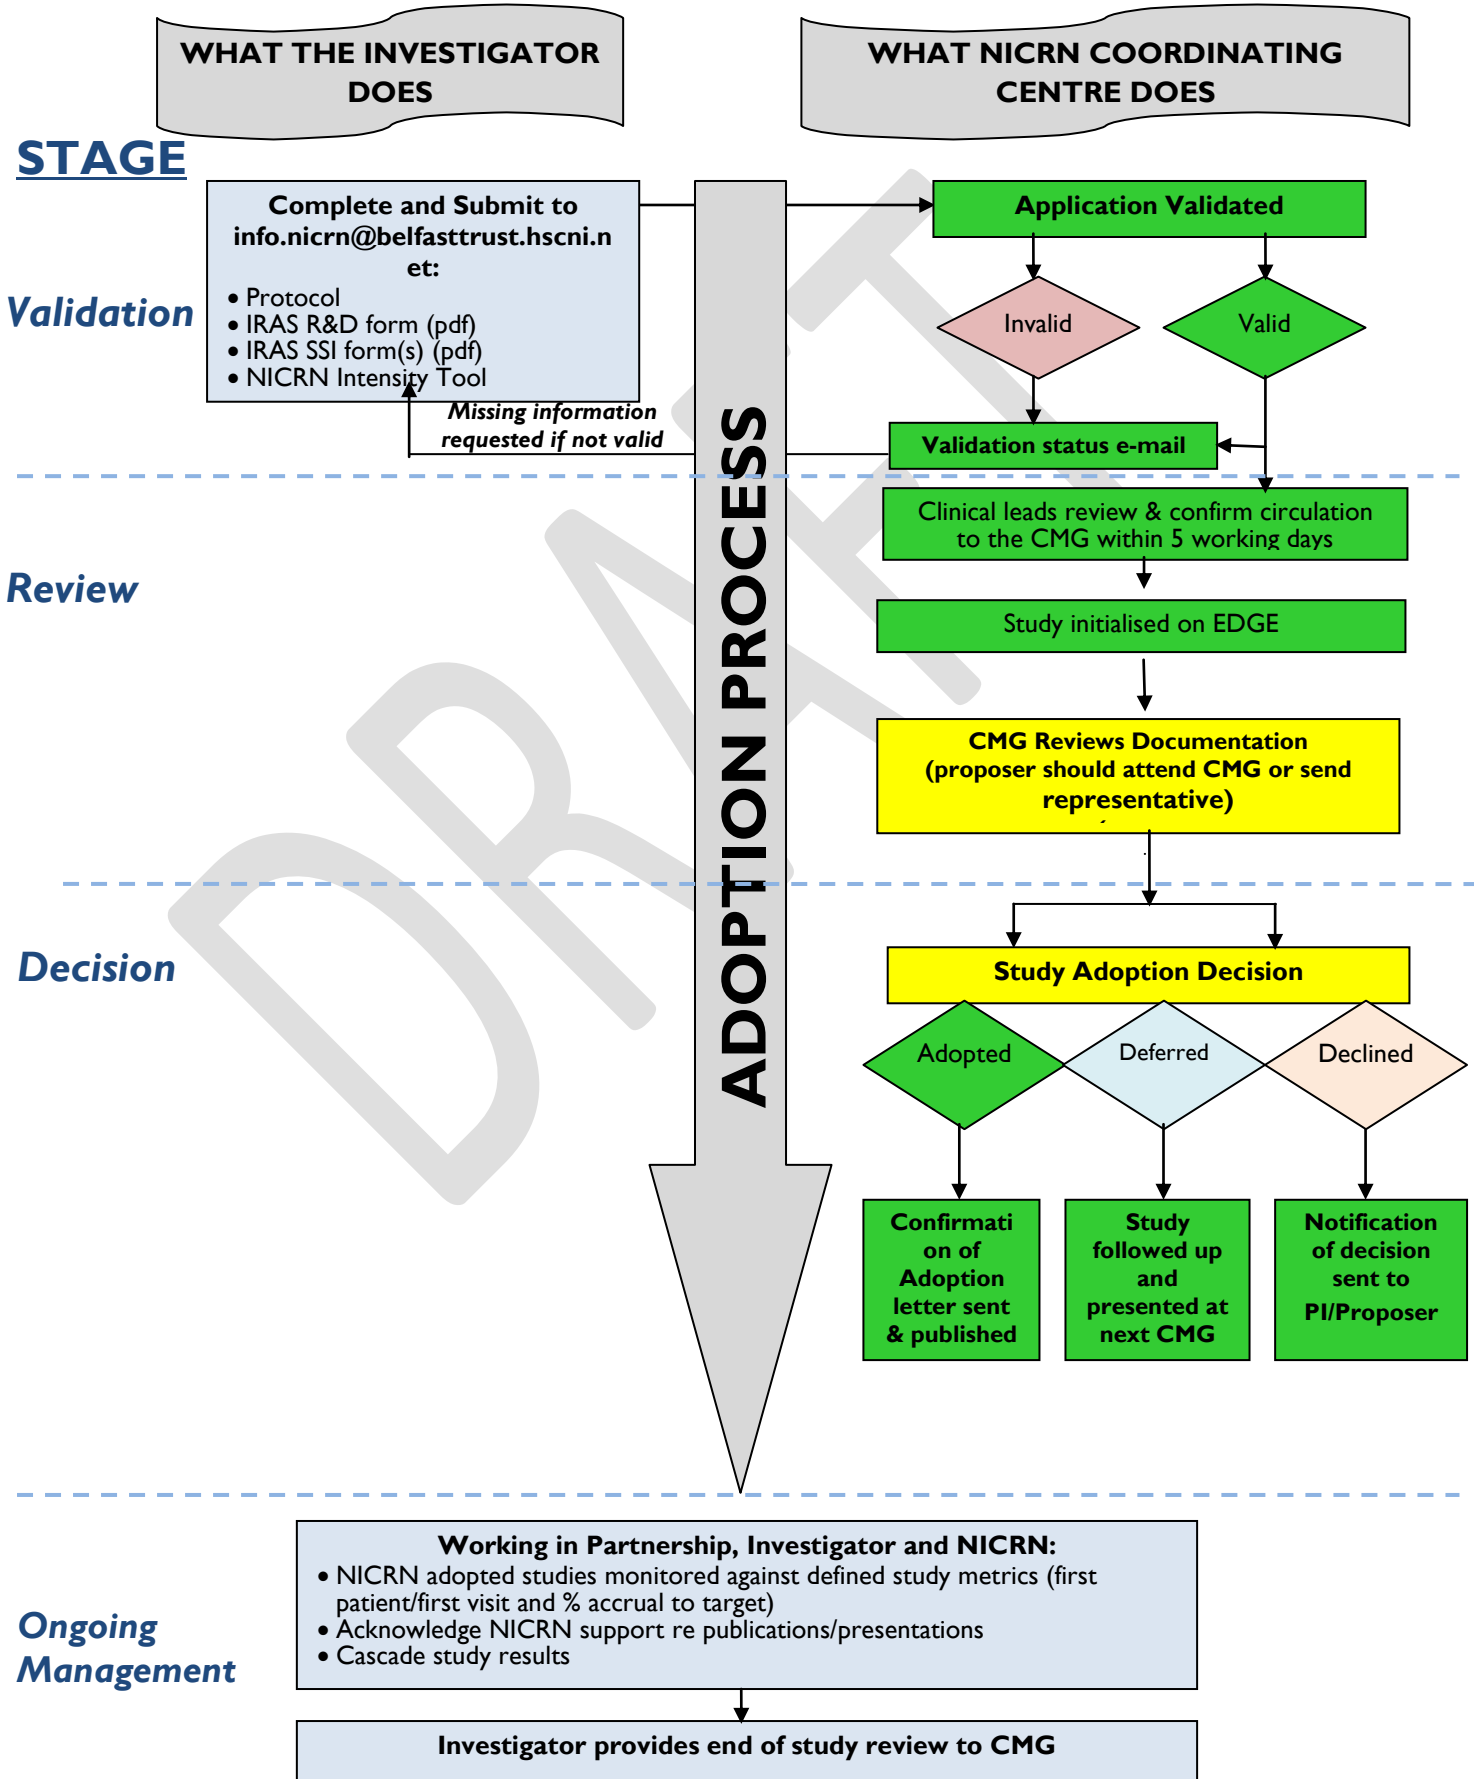 WHAT THE INVESTIGATOR
DOES
WHAT NICRN COORDINATING
CENTRE DOES
STAGE
Validation
Complete and Submit to
info.nicrn@belfasttrust.hscni.n
et:
• Protocol
• IRAS R&D form (pdf)
• IRAS SSI form(s) (pdf)
• NICRN Intensity Tool
Missing information
requested if not valid
Application Validated
Invalid
Valid
Validation status e-mail
ADOPTION PROCESS
DRAFT
Review
Clinical leads review & confirm circulation
to the CMG within 5 working days
Study initialised on EDGE
CMG Reviews Documentation
(proposer should attend CMG or send
representative)
Decision
Study Adoption Decision
Adopted
Deferred
Declined
Confirmati
on of
Adoption
letter sent
& published
Study
followed up
and
presented at
next CMG
Notification
of decision
sent to
PI/Proposer
Ongoing
Management
Working in Partnership, Investigator and NICRN:
• NICRN adopted studies monitored against defined study metrics (first
patient/first visit and % accrual to target)
• Acknowledge NICRN support re publications/presentations
• Cascade study results
Investigator provides end of study review to CMG